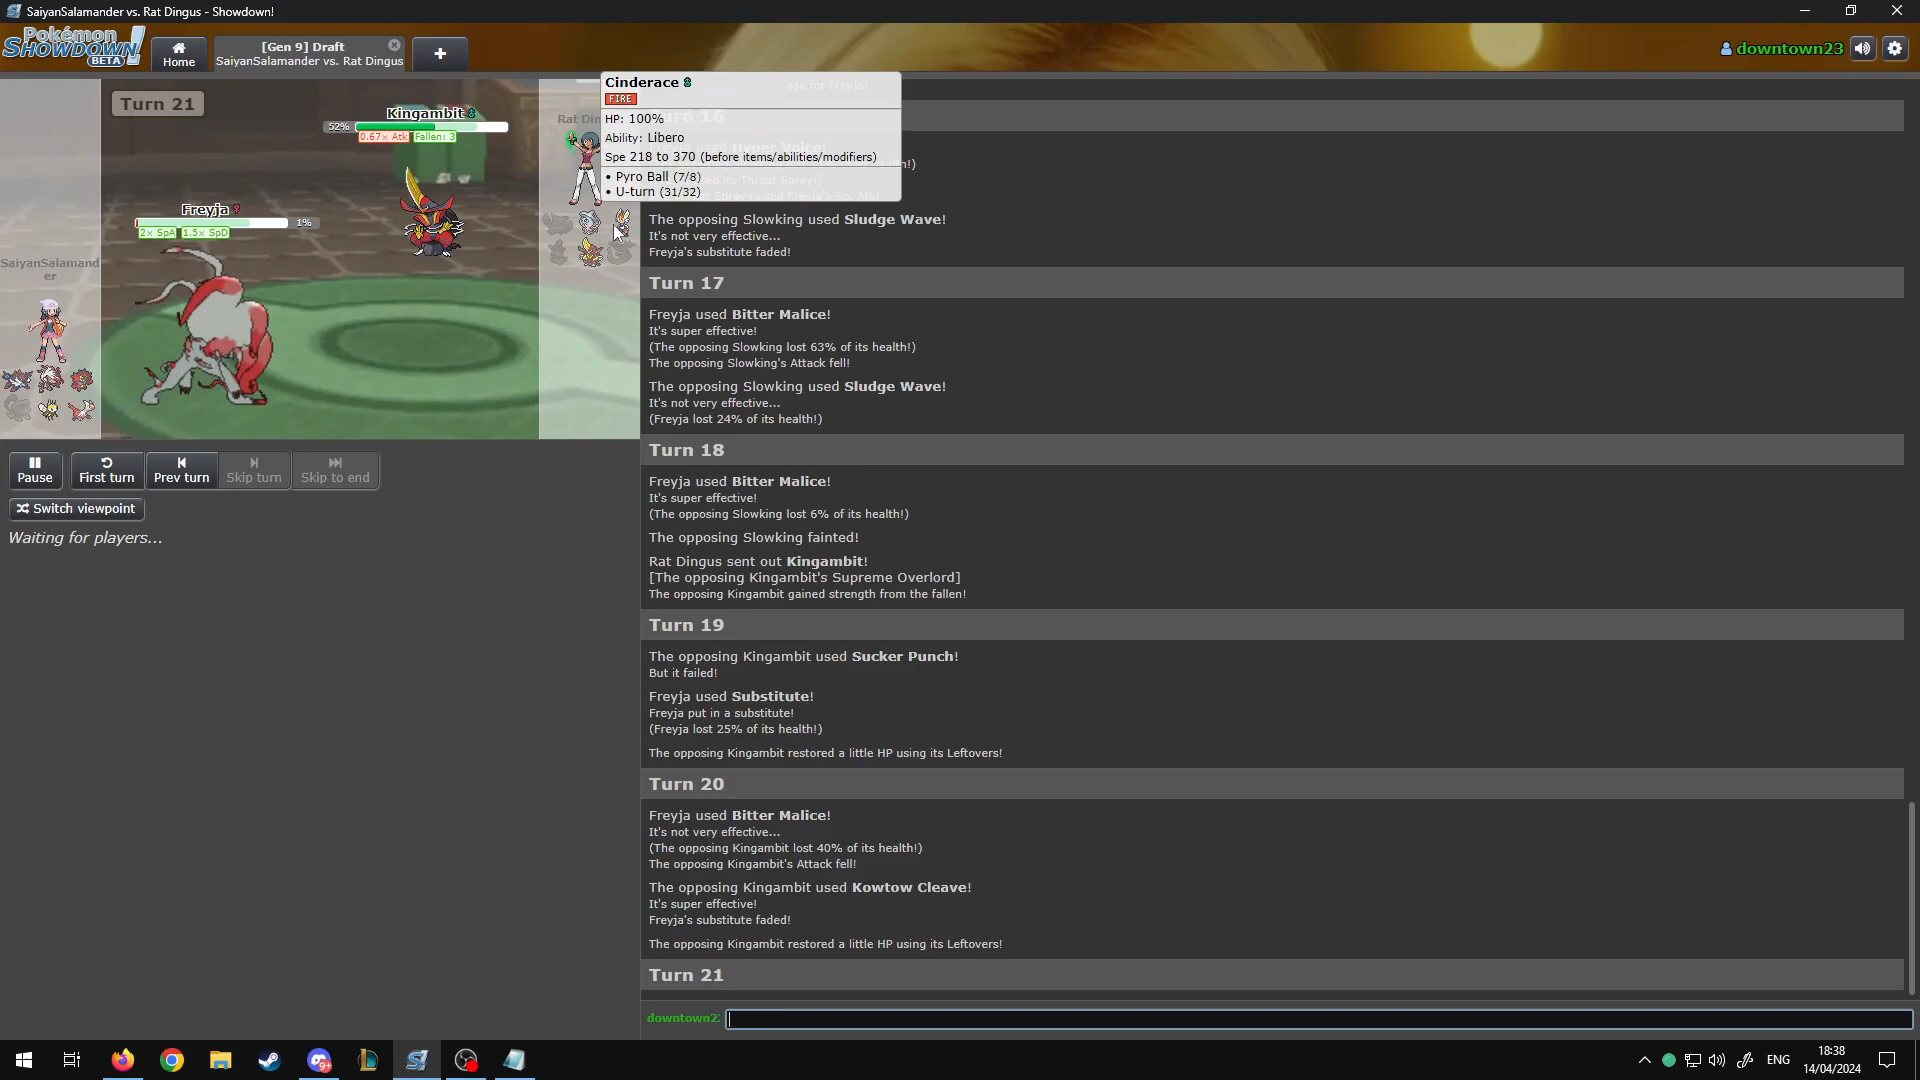 SaiyanSalamander vs. Rat Dingus - Showdown!
Pokémon
SHOWDOWN!
BETA
Home
[Gen 9] Draft
SaiyanSalamander vs. Rat Dingus
+
downtown23
Turn 21
Kingambit
52%
0.67× Atk
Fallen: 3
Freyja
1%
2× SpA
1.5× SpD
SaiyanSalamand
er
Rat Din
Cinderace
FIRE
HP: 100%
Ability: Libero
Spe 218 to 370 (before items/abilities/modifiers)
• Pyro Ball (7/8)
• U-turn (31/32)
Pause
First turn
Prev turn
Skip turn
Skip to end
Switch viewpoint
Waiting for players...
The opposing Slowking used Sludge Wave!
It's not very effective...
Freyja's substitute faded!
Turn 17
Freyja used Bitter Malice!
It's super effective!
(The opposing Slowking lost 63% of its health!)
The opposing Slowking's Attack fell!
The opposing Slowking used Sludge Wave!
It's not very effective...
(Freyja lost 24% of its health!)
Turn 18
Freyja used Bitter Malice!
It's super effective!
(The opposing Slowking lost 6% of its health!)
The opposing Slowking fainted!
Rat Dingus sent out Kingambit!
[The opposing Kingambit's Supreme Overlord]
The opposing Kingambit gained strength from the fallen!
Turn 19
The opposing Kingambit used Sucker Punch!
But it failed!
Freyja used Substitute!
Freyja put in a substitute!
(Freyja lost 25% of its health!)
The opposing Kingambit restored a little HP using its Leftovers!
Turn 20
Freyja used Bitter Malice!
It's not very effective...
(The opposing Kingambit lost 40% of its health!)
The opposing Kingambit's Attack fell!
The opposing Kingambit used Kowtow Cleave!
It's super effective!
Freyja's substitute faded!
The opposing Kingambit restored a little HP using its Leftovers!
Turn 21
downtown2
9+
ENG
18:38
14/04/2024